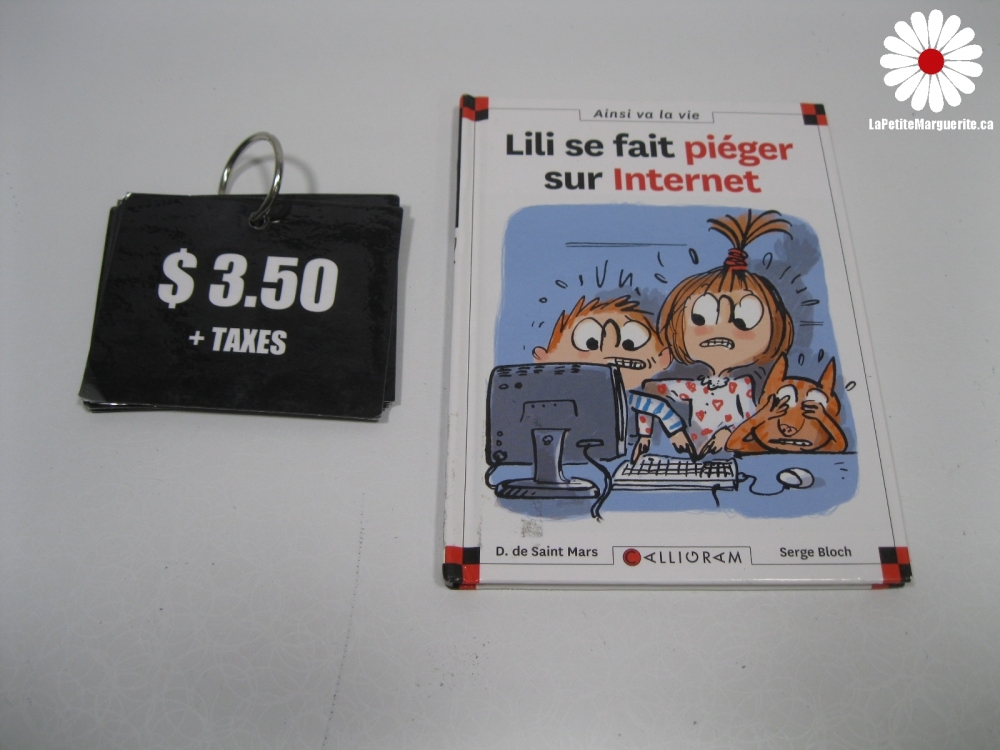 LaPetiteMarguerite.ca
$ 3.50
+ TAXES
Ainsi va la vie
Lili se fait piéger
sur Internet
D. de Saint Mars
CALLIGRAM
Serge Bloch